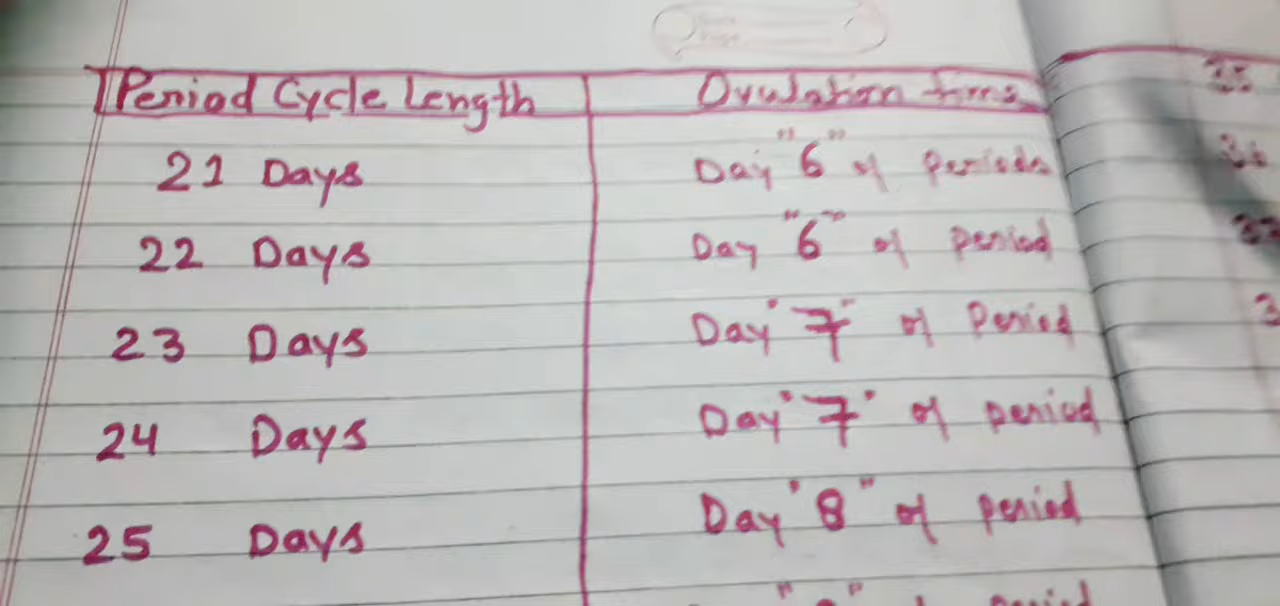 Period Cycle Length Ovulation time
21 Days Day "6" of Periods
22 Days Day "6" of Period
23 Days Day "7" of Period
24 Days Day "7" of period
25 Days Day "8" of period
period